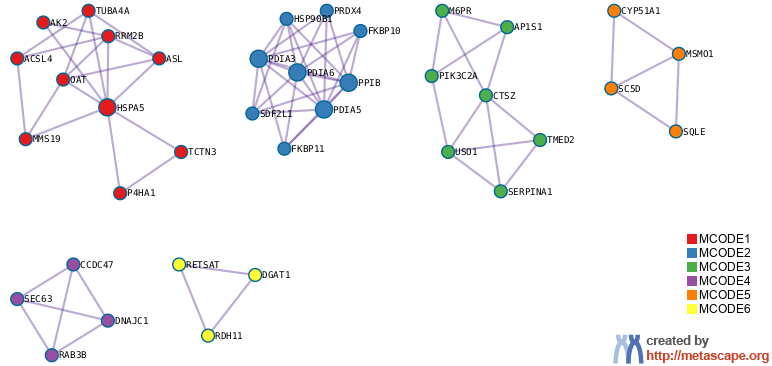 TUBA4A
AK2
RRM2B
ACSL4
ASL
OAT
HSPA5
MMS19
TCTN3
P4HA1
PRDX4
HSP90B1
FKBP10
PDIA3
PDIA6
PPIB
SDF2L1
PDIA5
FKBP11
M6PR
AP1S1
PIK3C2A
CTSZ
TMED2
USO1
SERPINA1
CYP51A1
MSMO1
SC5D
SQLE
CCDC47
SEC63
DNAJC1
RAB3B
RETSAT
DGAT1
RDH11
MCODE1
MCODE2
MCODE3
MCODE4
MCODE5
MCODE6
created by
http://metascape.org